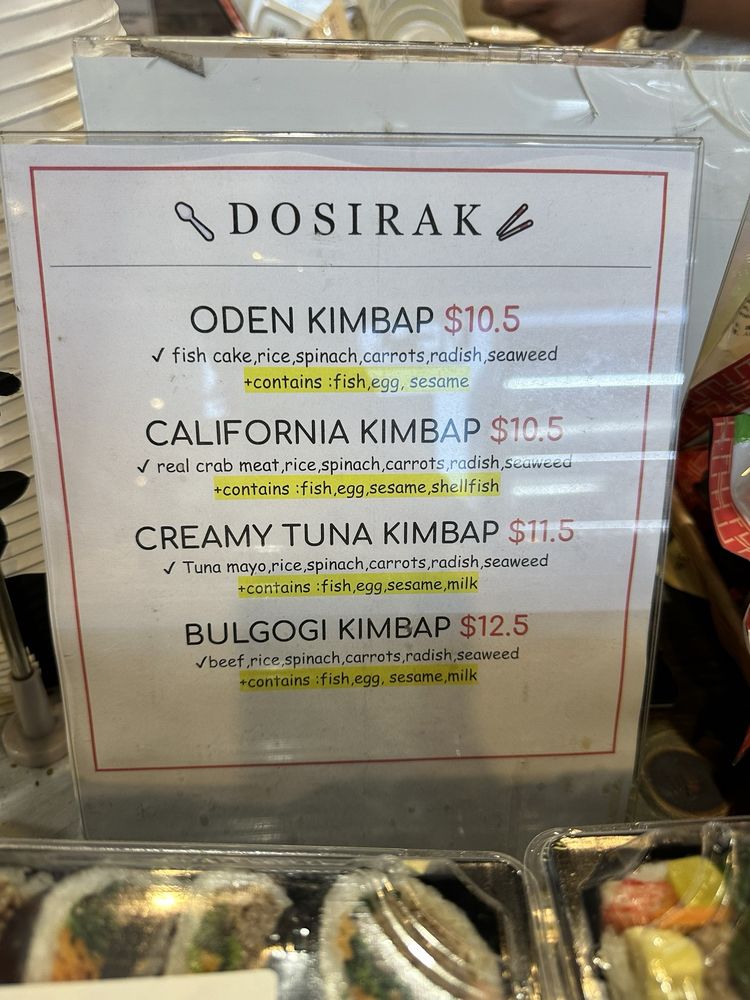 DOSIRAK
ODEN KIMBAP $10.5
✓ fish cake,rice,spinach,carrots,radish,seaweed
+contains :fish,egg, sesame
CALIFORNIA KIMBAP $10.5
✓ real crab meat,rice,spinach,carrots,radish,seaweed
+contains :fish,egg,sesame,shellfish
CREAMY TUNA KIMBAP $11.5
✓ Tuna mayo,rice,spinach,carrots,radish,seaweed
+contains :fish,egg,sesame,milk
BULGOGI KIMBAP $12.5
✓beef,rice,spinach,carrots,radish,seaweed
+contains :fish,egg, sesame,milk